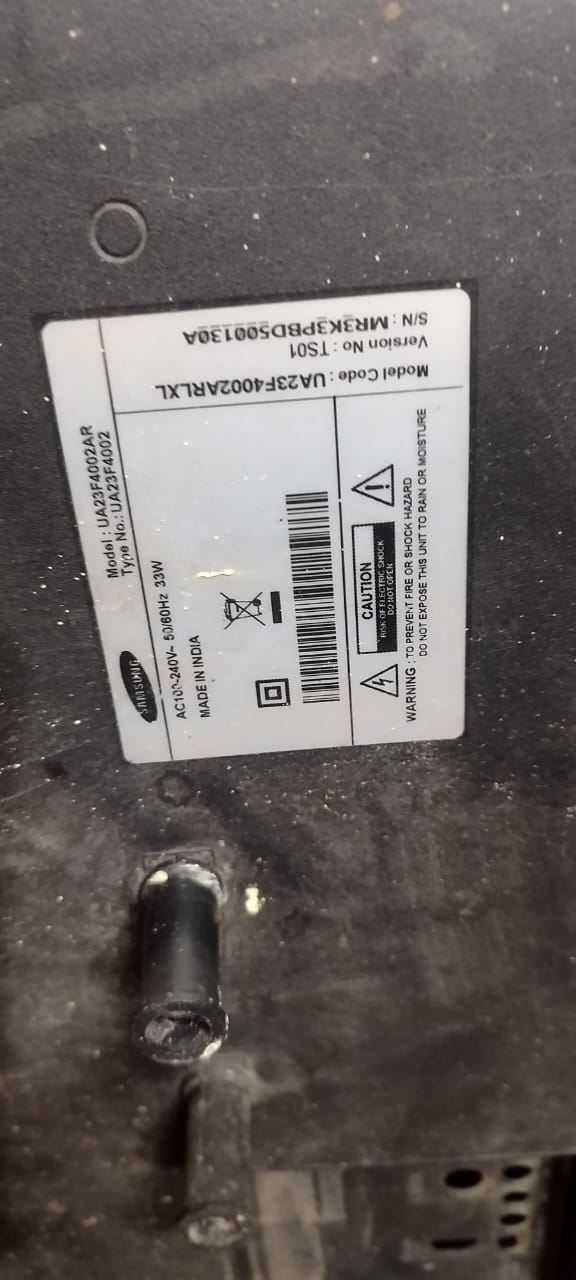 SAMSUNG
Model : UA23F4002AR
Type No.: UA23F4002
AC100-240V~ 50/60Hz 33W
MADE IN INDIA
CAUTION
RISK OF ELECTRIC SHOCK
DO NOT OPEN
WARNING : TO PREVENT FIRE OR SHOCK HAZARD
DO NOT EXPOSE THIS UNIT TO RAIN OR MOISTURE
Model Code : UA23F4002ARLXL
Version No : TS01
S/N : MR3K3PBD500130A